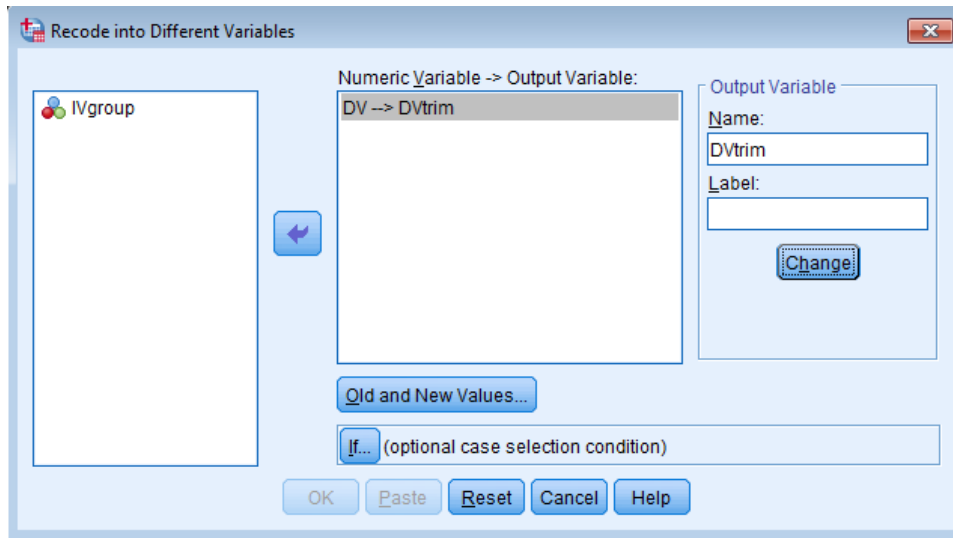 Recode into Different Variables
IVgroup
Numeric Variable -> Output Variable:
DV --> DVtrim
Output Variable
Name:
DVtrim
Label:
Change
Old and New Values...
If... (optional case selection condition)
OK Paste Reset Cancel Help